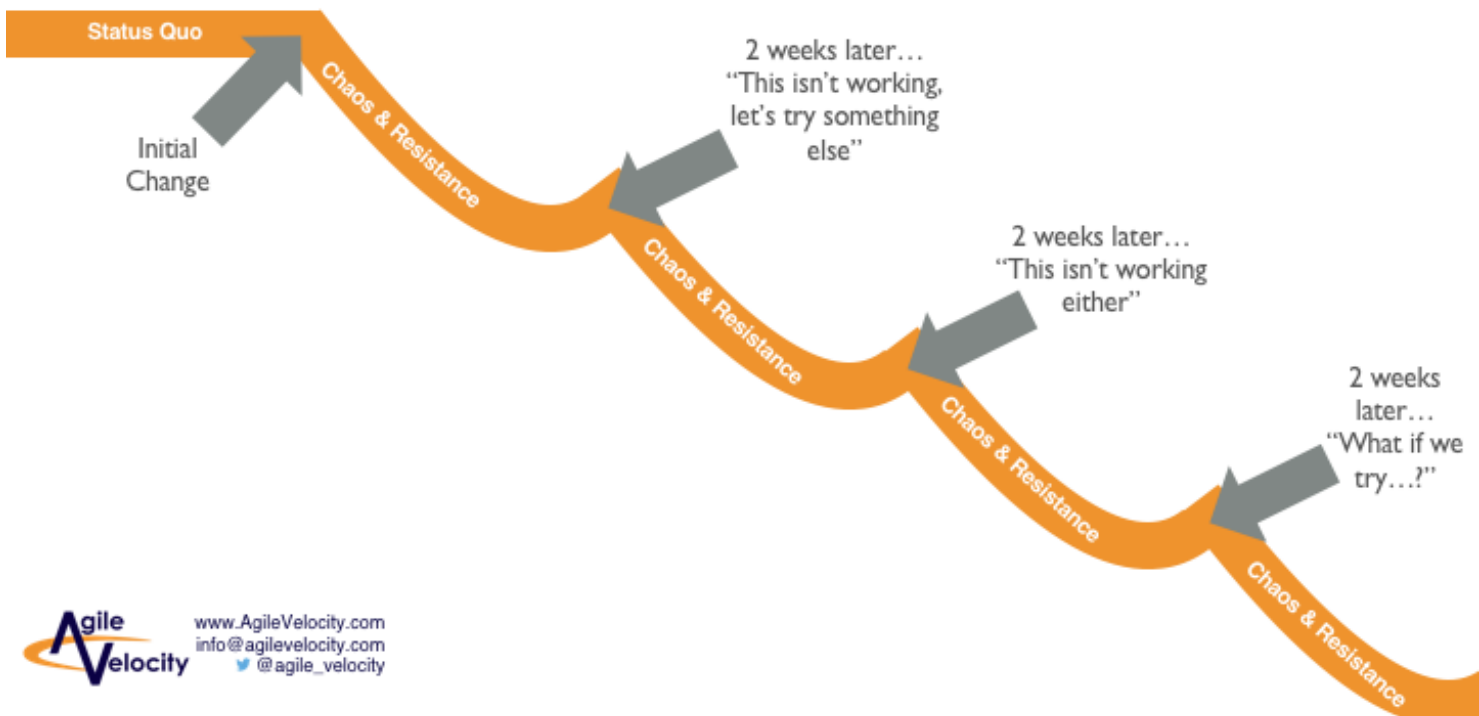 Status Quo
Initial
Change
Chaos & Resistance
2 weeks later…
“This isn’t working,
let’s try something
else”
Chaos & Resistance
2 weeks later…
“This isn’t working
either”
Chaos & Resistance
2 weeks
later…
“What if we
try…?”
Chaos & Resistance
Agile
Velocity
www.AgileVelocity.com
info@agilevelocity.com
@agile_velocity